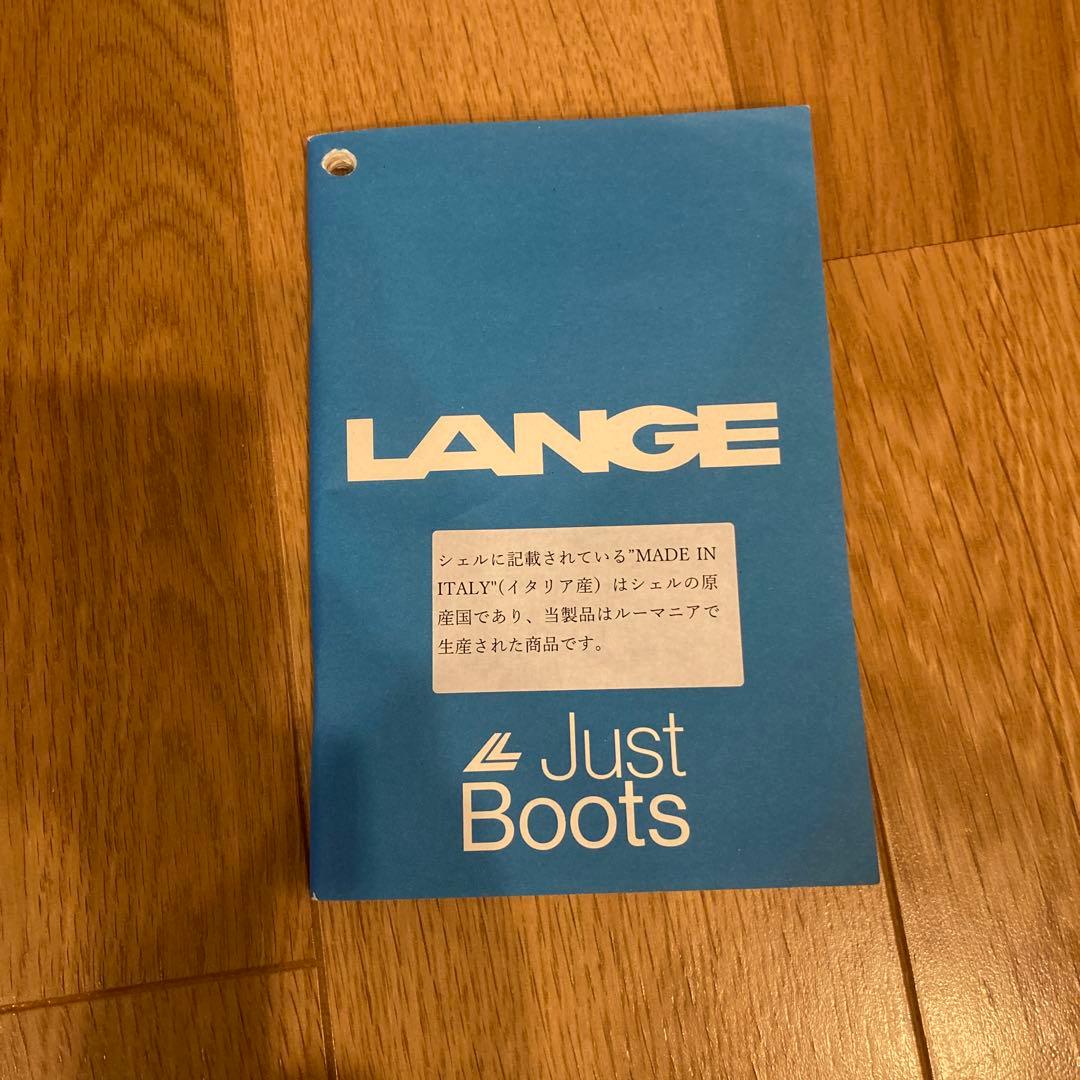 LANGE
シェルに記載されている”MADE IN
ITALY"(イタリア産）はシェルの原
産国であり、当製品はルーマニアで
生産された商品です。
Just
Boots